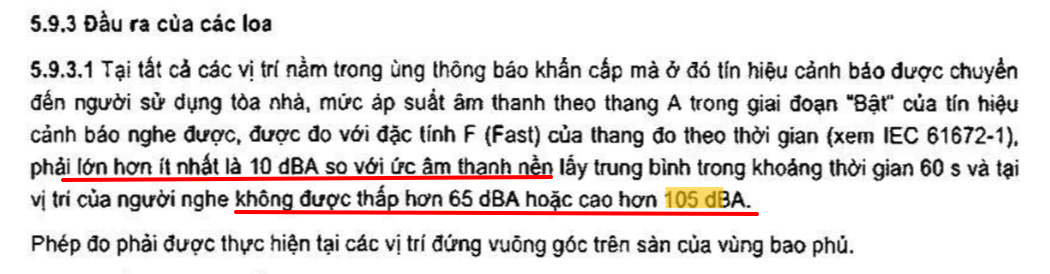 5.9.3 Đầu ra của các loa
5.9.3.1 Tại tất cả các vị trí nằm trong ùng thông báo khẩn cấp mà ở đó tín hiệu cảnh báo được chuyển
đến người sử dụng tòa nhà, mức áp suất âm thanh theo thang A trong giai đoạn "Bật" của tín hiệu
cảnh báo nghe được, được đo với đặc tính F (Fast) của thang đo theo thời gian (xem IEC 61672-1),
phải lớn hơn ít nhất là 10 dBA so với ức âm thanh nền lấy trung bình trong khoảng thời gian 60 s và tại
vị trí của người nghe không được thấp hơn 65 dBA hoặc cao hơn 105 dBA.
Phép đo phải được thực hiện tại các vị trí đứng vuông góc trên sàn của vùng bao phủ.